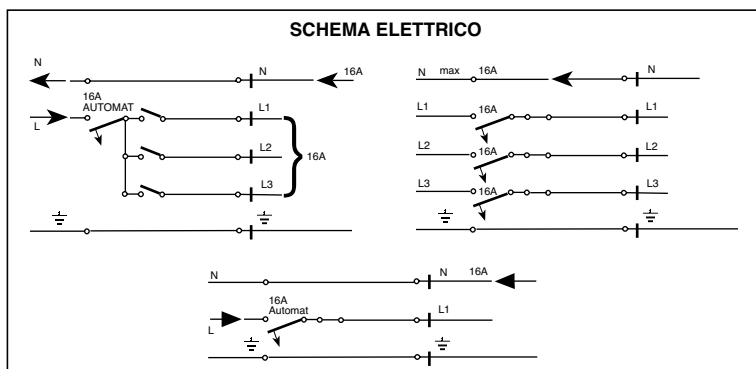 SCHEMA ELETTRICO
N
N
16A
16A
AUTOMAT
L
L1
L2
L3
16A
N max 16A
N
L1
16A
L1
L2
16A
L2
L3
16A
L3
N
N 16A
16A
Automat
L
L1